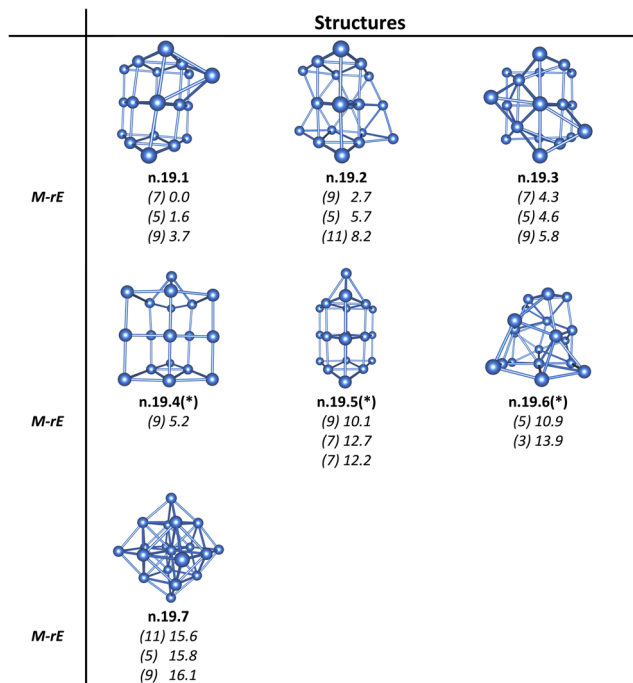 Structures
n.19.1 n.19.2 n.19.3
M-rE (7) 0.0 (9) 2.7 (7) 4.3
(5) 1.6 (5) 5.7 (5) 4.6
(9) 3.7 (11) 8.2 (9) 5.8
n.19.4(*) n.19.5(*) n.19.6(*)
M-rE (9) 5.2 (9) 10.1 (5) 10.9
(7) 12.7 (3) 13.9
(7) 12.2
n.19.7
M-rE (11) 15.6
(5) 15.8
(9) 16.1